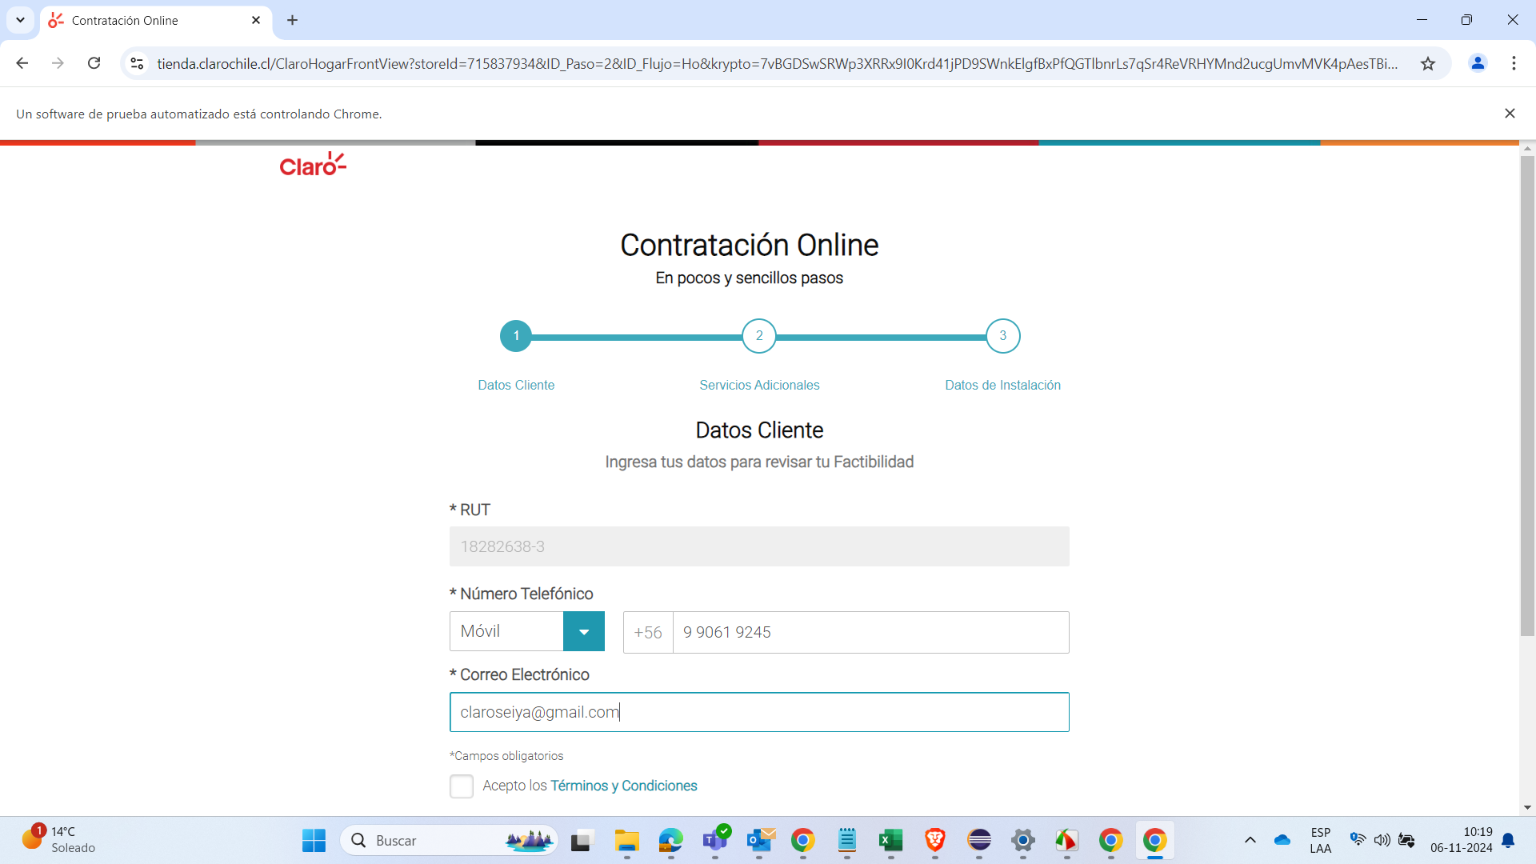 Contratación Online
tienda.clarochile.cl/ClaroHogarFrontView?storeId=715837934&ID_Paso=2&ID_Flujo=Ho&krypto=7vBGDSwSRWp3XRRx9I0Krd41jPD9SWnkElgfBxPfQGTlbnrLs7qSr4ReVRHYMnd2ucgUmvMVK4pAesTBi...
Un software de prueba automatizado está controlando Chrome.
Claro
Contratación Online
En pocos y sencillos pasos
1 2 3
Datos Cliente Servicios Adicionales Datos de Instalación
Datos Cliente
Ingresa tus datos para revisar tu Factibilidad
* RUT
18282638-3
* Número Telefónico
Móvil +56 9 9061 9245
* Correo Electrónico
claroseiya@gmail.com
*Campos obligatorios
Acepto los Términos y Condiciones
1 14°C
Soleado
Buscar
ESP
LAA
10:19
06-11-2024